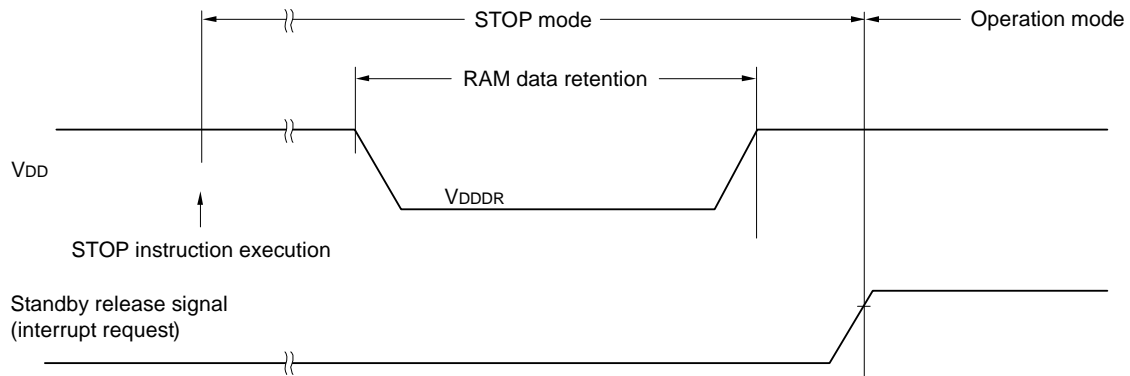 STOP mode
Operation mode
RAM data retention
VDD
VDDDR
STOP instruction execution
Standby release signal
(interrupt request)